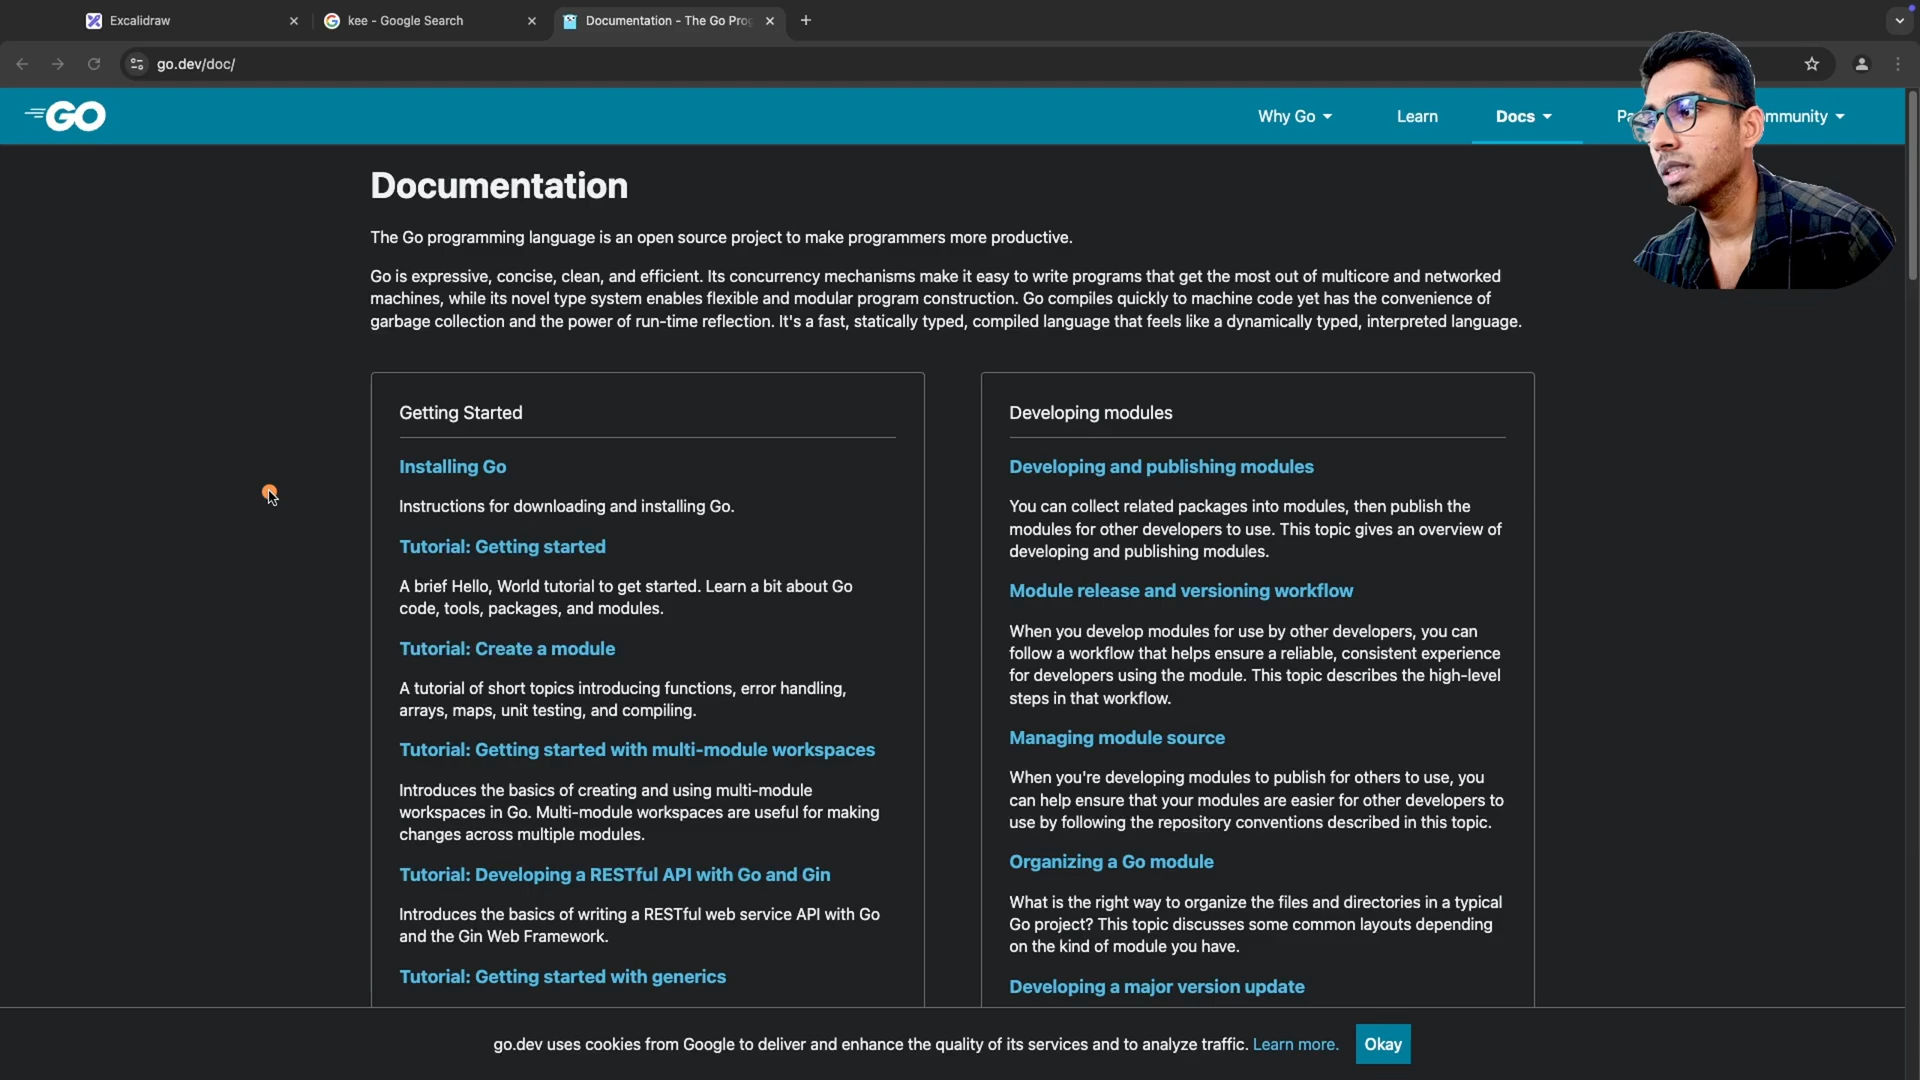 Excalidraw
kee - Google Search
Documentation - The Go Prog
go.dev/doc/
GO
Why Go
Learn
Docs
mmunity
Documentation
The Go programming language is an open source project to make programmers more productive.
Go is expressive, concise, clean, and efficient. Its concurrency mechanisms make it easy to write programs that get the most out of multicore and networked
machines, while its novel type system enables flexible and modular program construction. Go compiles quickly to machine code yet has the convenience of
garbage collection and the power of run-time reflection. It's a fast, statically typed, compiled language that feels like a dynamically typed, interpreted language.
Getting Started
Installing Go
Instructions for downloading and installing Go.
Tutorial: Getting started
A brief Hello, World tutorial to get started. Learn a bit about Go
code, tools, packages, and modules.
Tutorial: Create a module
A tutorial of short topics introducing functions, error handling,
arrays, maps, unit testing, and compiling.
Tutorial: Getting started with multi-module workspaces
Introduces the basics of creating and using multi-module
workspaces in Go. Multi-module workspaces are useful for making
changes across multiple modules.
Tutorial: Developing a RESTful API with Go and Gin
Introduces the basics of writing a RESTful web service API with Go
and the Gin Web Framework.
Tutorial: Getting started with generics
Developing modules
Developing and publishing modules
You can collect related packages into modules, then publish the
modules for other developers to use. This topic gives an overview of
developing and publishing modules.
Module release and versioning workflow
When you develop modules for use by other developers, you can
follow a workflow that helps ensure a reliable, consistent experience
for developers using the module. This topic describes the high-level
steps in that workflow.
Managing module source
When you're developing modules to publish for others to use, you
can help ensure that your modules are easier for other developers to
use by following the repository conventions described in this topic.
Organizing a Go module
What is the right way to organize the files and directories in a typical
Go project? This topic discusses some common layouts depending
on the kind of module you have.
Developing a major version update
go.dev uses cookies from Google to deliver and enhance the quality of its services and to analyze traffic. Learn more.
Okay